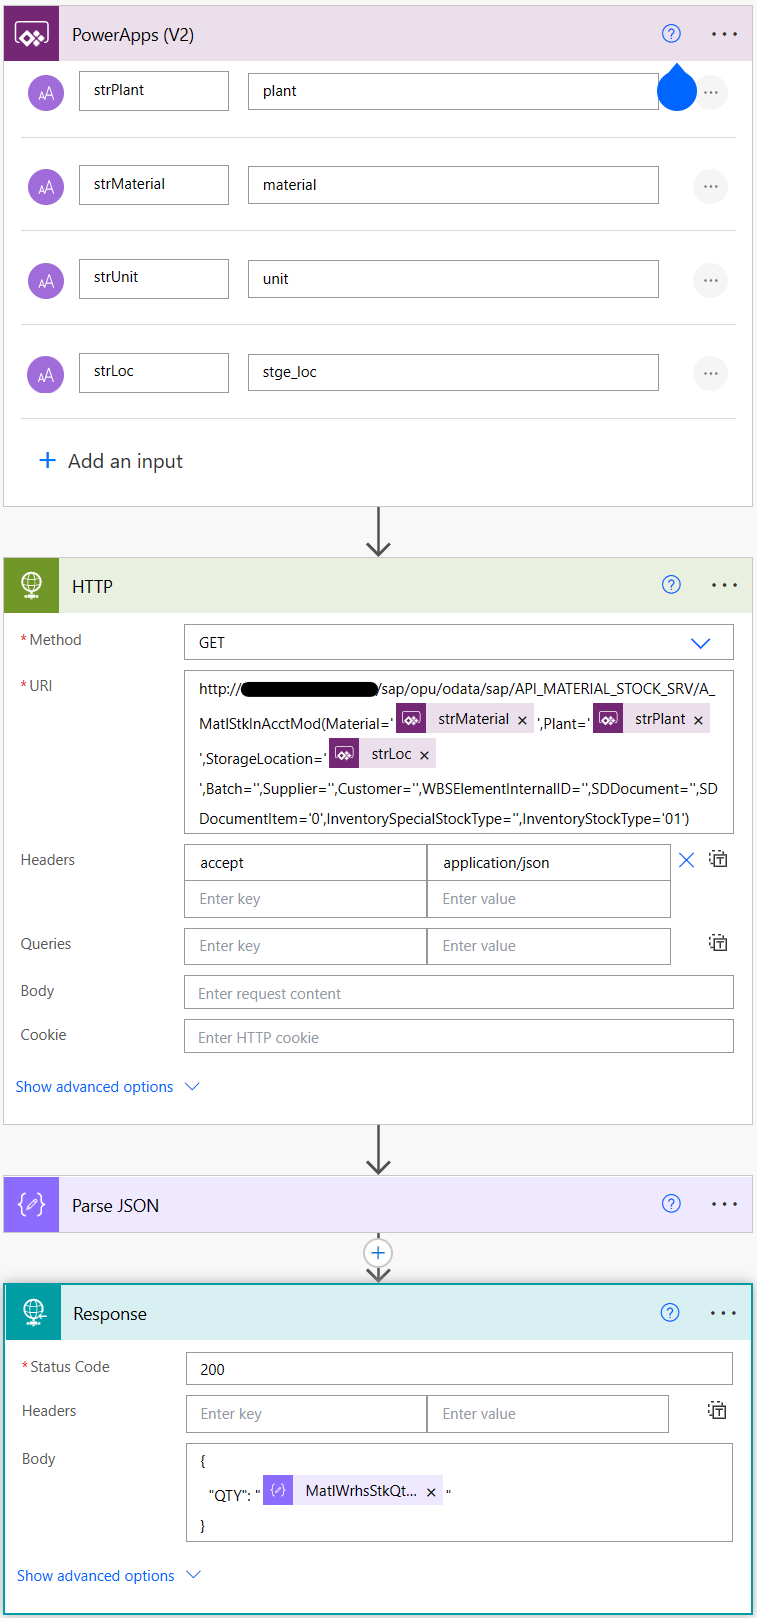 PowerApps (V2)
strPlant plant
strMaterial material
strUnit unit
strLoc stge_loc
+ Add an input
HTTP
* Method GET
* URI http:// /sap/opu/odata/sap/API_MATERIAL_STOCK_SRV/A_
MatlStkInAcctMod(Material=' strMaterial × ',Plant=' strPlant ×
',StorageLocation=' strLoc ×
',Batch='',Supplier='',Customer='',WBSElementInternalID='',SDDocument='',SD
DocumentItem='0',InventorySpecialStockType='',InventoryStockType='01')
Headers accept application/json
Enter key Enter value
Queries Enter key Enter value
Body Enter request content
Cookie Enter HTTP cookie
Show advanced options
Parse JSON
Response
* Status Code 200
Headers Enter key Enter value
Body {
"QTY": " MatlWrhsStkQt... × "
}
Show advanced options